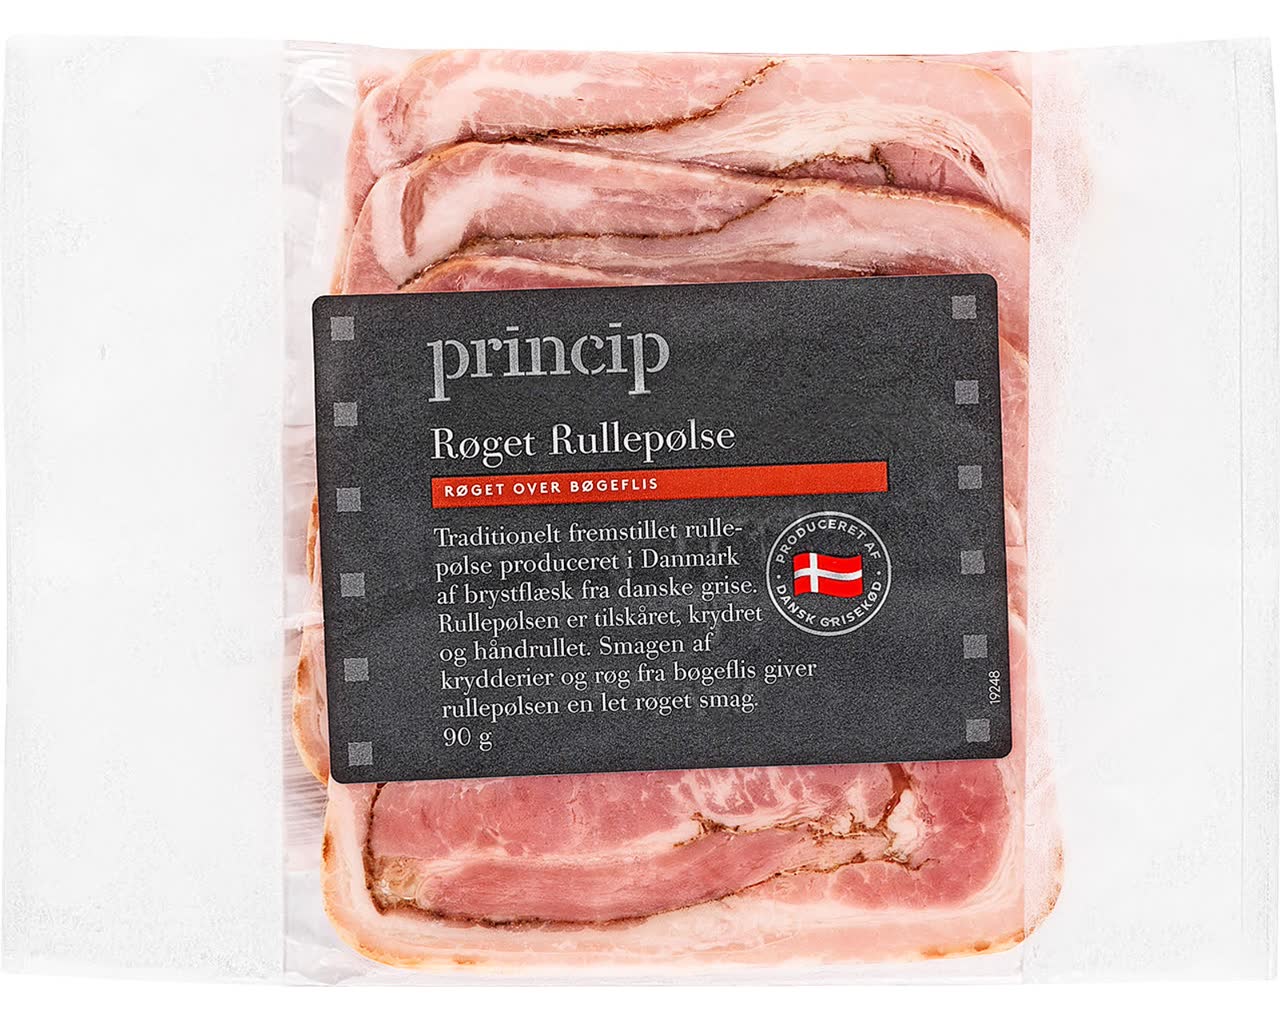 princip
Røget Rullepølse
RØGET OVER BØGEFLIS
Traditionelt fremstillet rulle-
pølse produceret i Danmark
af brystflæsk fra danske grise.
Rullepølsen er tilskåret, krydret
og håndrullet. Smagen af
krydderier og røg fra bøgeflis giver
rullepølsen en let røget smag.
90 g
PRODUCERET AF
· DANSK GRISEKØD ·
19248